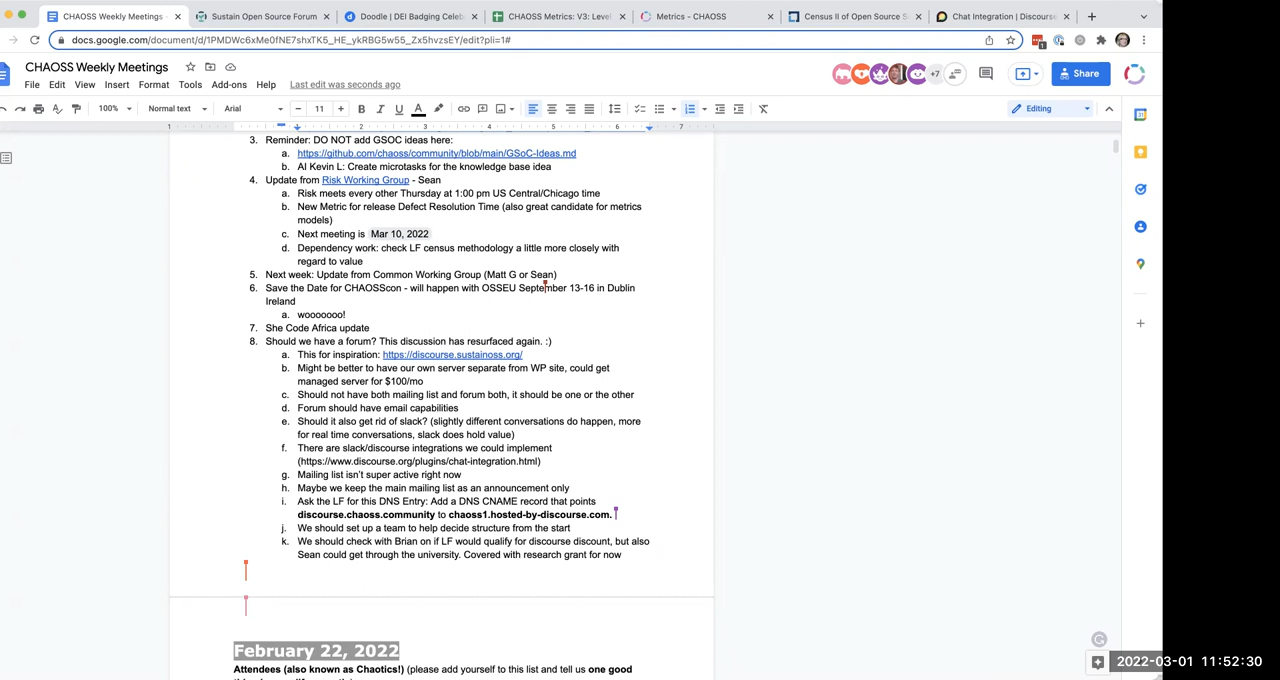 CHAOSS Weekly Meetings
Sustain Open Source Forum
Doodle | DEI Badging Celeb
CHAOSS Metrics: V3: Level
Metrics - CHAOSS
Census II of Open Source S
Chat Integration | Discourse
docs.google.com/document/d/1PMDWc6xMe0fNE7shxTK5_HE_ykRBG5w55_Zx5hvzsEY/edit?pli=1#
CHAOSS Weekly Meetings
File Edit View Insert Format Tools Add-ons Help Last edit was seconds ago
+7
Share
100% Normal text Arial 11
Editing
1 1 2 3 4 5 6 7
3. Reminder: DO NOT add GSOC ideas here:
a. https://github.com/chaoss/community/blob/main/GSoC-Ideas.md
b. AI Kevin L: Create microtasks for the knowledge base idea
4. Update from Risk Working Group - Sean
a. Risk meets every other Thursday at 1:00 pm US Central/Chicago time
b. New Metric for release Defect Resolution Time (also great candidate for metrics
models)
c. Next meeting is Mar 10, 2022
d. Dependency work: check LF census methodology a little more closely with
regard to value
5. Next week: Update from Common Working Group (Matt G or Sean)
6. Save the Date for CHAOSScon - will happen with OSSEU September 13-16 in Dublin
Ireland
a. wooooooo!
7. She Code Africa update
8. Should we have a forum? This discussion has resurfaced again. :)
a. This for inspiration: https://discourse.sustainoss.org/
b. Might be better to have our own server separate from WP site, could get
managed server for $100/mo
c. Should not have both mailing list and forum both, it should be one or the other
d. Forum should have email capabilities
e. Should it also get rid of slack? (slightly different conversations do happen, more
for real time conversations, slack does hold value)
f. There are slack/discourse integrations we could implement
(https://www.discourse.org/plugins/chat-integration.html)
g. Mailing list isn't super active right now
h. Maybe we keep the main mailing list as an announcement only
i. Ask the LF for this DNS Entry: Add a DNS CNAME record that points
discourse.chaoss.community to chaoss1.hosted-by-discourse.com.
j. We should set up a team to help decide structure from the start
k. We should check with Brian on if LF would qualify for discourse discount, but also
Sean could get through the university. Covered with research grant for now
February 22, 2022
Attendees (also known as Chaotics!) (please add yourself to this list and tell us one good
2022-03-01 11:52:30